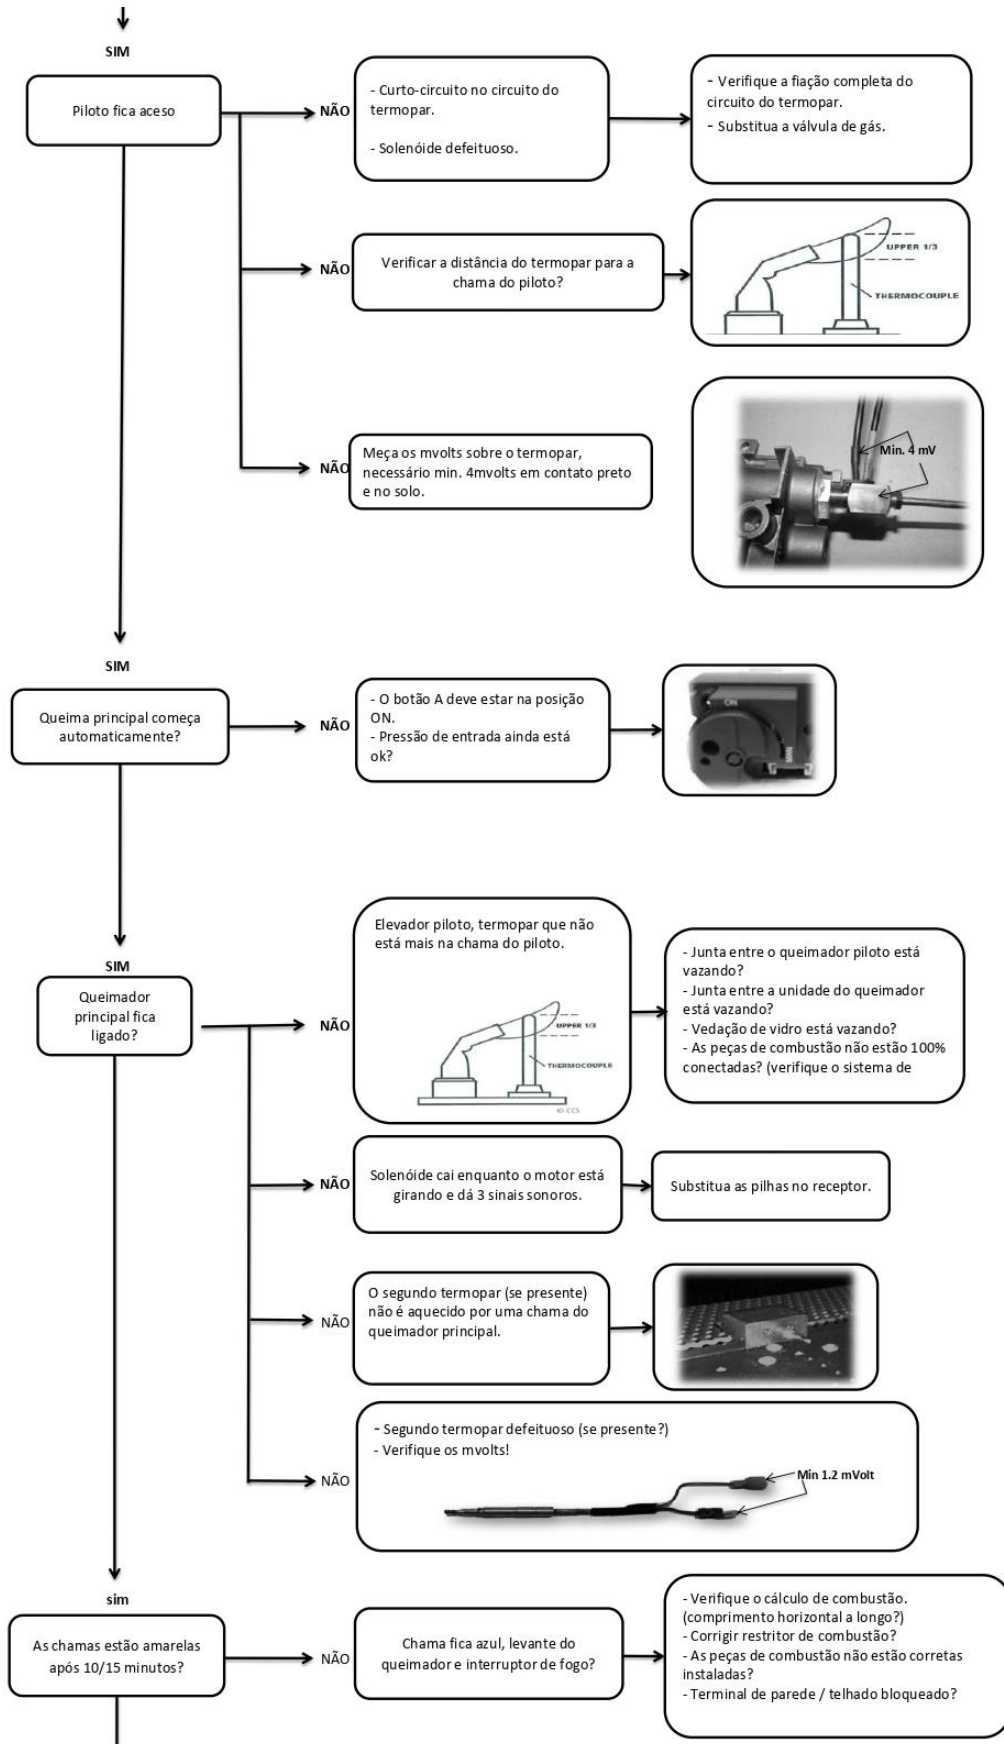 SIM
Piloto fica aceso
NÃO
- Curto-circuito no circuito do
termopar.
- Solenóide defeituoso.
- Verifique a fiação completa do
circuito do termopar.
- Substitua a válvula de gás.
NÃO
Verificar a distância do termopar para a
chama do piloto?
UPPER 1/3
THERMOCOUPLE
NÃO
Meça os mvolts sobre o termopar,
necessário min. 4mvolts em contato preto
e no solo.
Min. 4 mV
SIM
Queima principal começa
automaticamente?
NÃO
- O botão A deve estar na posição
ON.
- Pressão de entrada ainda está
ok?
ON
MAN
SIM
Queimador
principal fica
ligado?
NÃO
Elevador piloto, termopar que não
está mais na chama do piloto.
UPPER 1/3
THERMOCOUPLE
© CCS
- Junta entre o queimador piloto está
vazando?
- Junta entre a unidade do queimador
está vazando?
- Vedação de vidro está vazando?
- As peças de combustão não estão 100%
conectadas? (verifique o sistema de
NÃO
Solenóide cai enquanto o motor está
girando e dá 3 sinais sonoros.
Substitua as pilhas no receptor.
NÃO
O segundo termopar (se presente)
não é aquecido por uma chama do
queimador principal.
NÃO
- Segundo termopar defeituoso (se presente?)
- Verifique os mvolts!
Min 1.2 mVolt
sim
As chamas estão amarelas
após 10/15 minutos?
NÃO
Chama fica azul, levante do
queimador e interruptor de fogo?
- Verifique o cálculo de combustão.
(comprimento horizontal a longo?)
- Corrigir restritor de combustão?
- As peças de combustão não estão corretas
instaladas?
- Terminal de parede / telhado bloqueado?